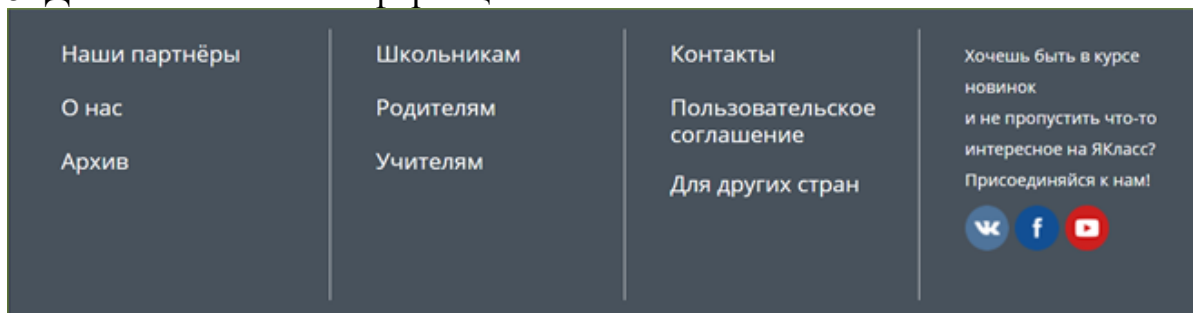 Наши партнёры
О нас
Архив
Школьникам
Родителям
Учителям
Контакты
Пользовательское
соглашение
Для других стран
Хочешь быть в курсе
новинок
и не пропустить что-то
интересное на ЯКласс?
Присоединяйся к нам!